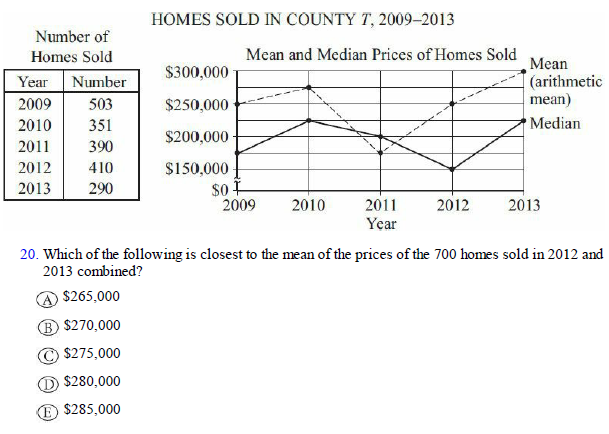 HOMES SOLD IN COUNTY T, 2009–2013
Number of
Homes Sold
Year Number
2009 503
2010 351
2011 390
2012 410
2013 290
Mean and Median Prices of Homes Sold
$300,000
$250,000
$200,000
$150,000
$0
2009 2010 2011 2012 2013
Year
Mean
(arithmetic
mean)
Median
20. Which of the following is closest to the mean of the prices of the 700 homes sold in 2012 and
2013 combined?
A $265,000
B $270,000
C $275,000
D $280,000
E $285,000